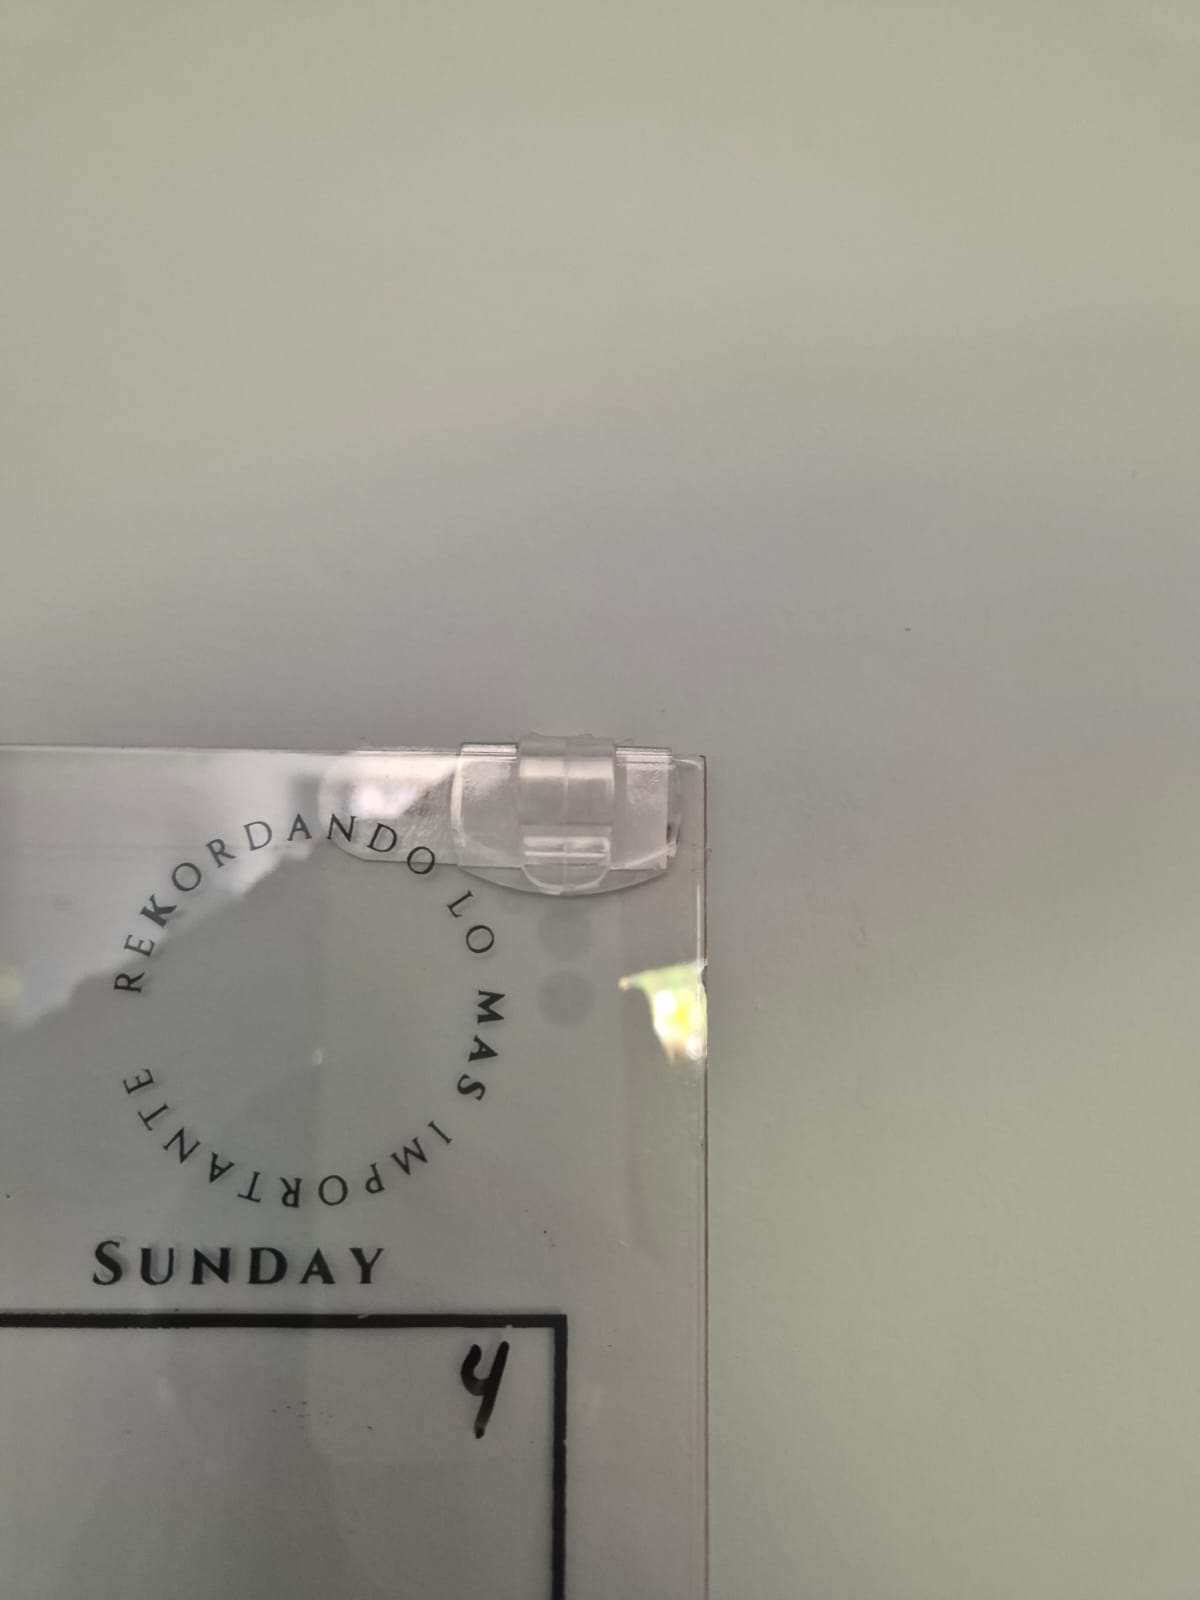 REKORDANDO LO MAS IMPORTANTE
SUNDAY
4